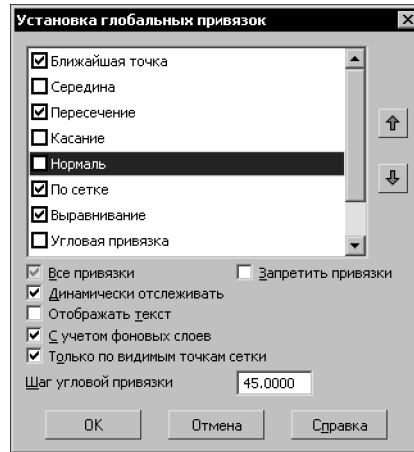 Установка глобальных привязок
Ближайшая точка
Середина
Пересечение
Касание
Нормаль
По сетке
Выравнивание
Угловая привязка
Все привязки Запретить привязки
Динамически отслеживать
Отображать текст
С учетом фоновых слоев
Только по видимым точкам сетки
Шаг угловой привязки 45.0000
OK Отмена Справка